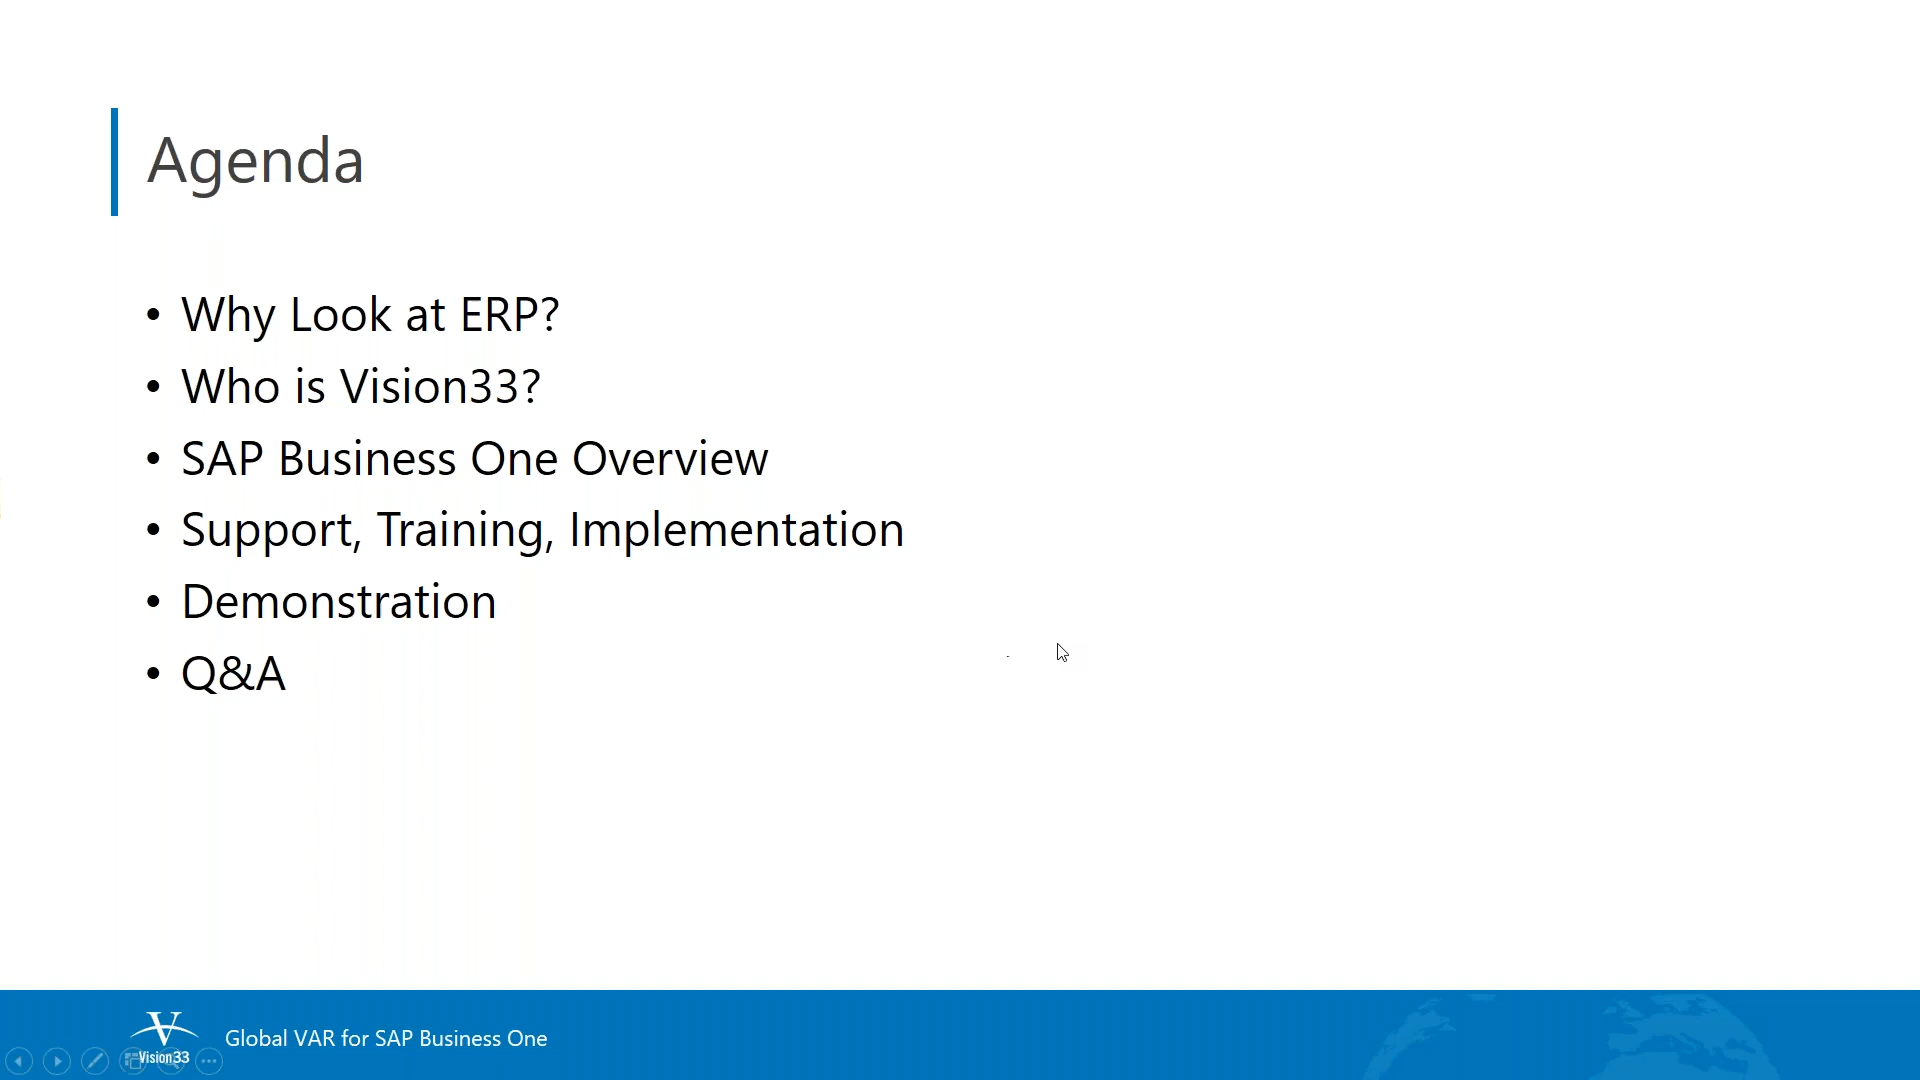 Agenda
• Why Look at ERP?
• Who is Vision33?
• SAP Business One Overview
• Support, Training, Implementation
• Demonstration
• Q&A
V
Vision33
Global VAR for SAP Business One